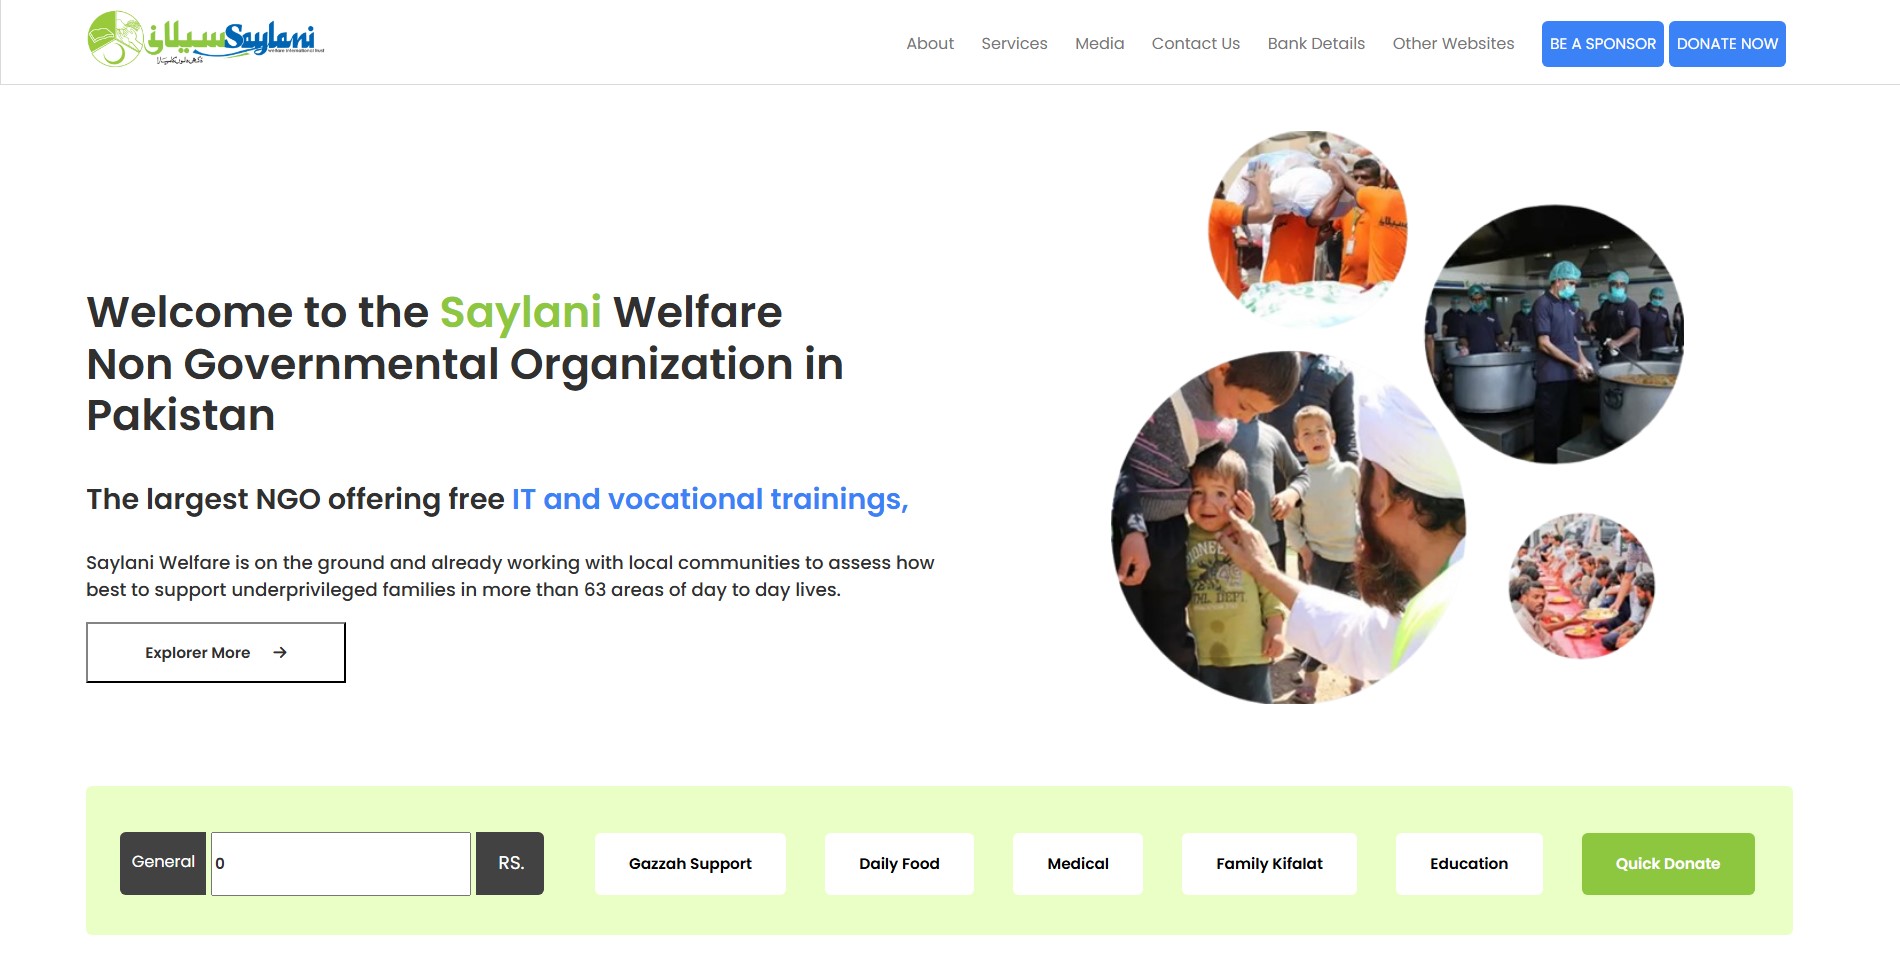 سیلانی Saylani
welfare international trust
About Services Media Contact Us Bank Details Other Websites BE A SPONSOR DONATE NOW
Welcome to the Saylani Welfare
Non Governmental Organization in
Pakistan
The largest NGO offering free IT and vocational trainings,
Saylani Welfare is on the ground and already working with local communities to assess how
best to support underprivileged families in more than 63 areas of day to day lives.
Explorer More →
General 0 RS. Gazzah Support Daily Food Medical Family Kifalat Education Quick Donate